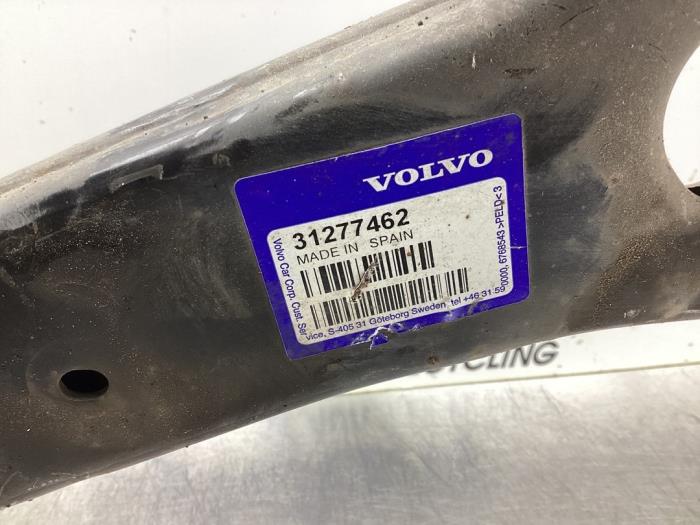 VOLVO
31277462
MADE IN SPAIN
Volvo Car Corp. Cust. Ser
vice, S-405 31 Göteborg Sweden, tel +46 31 59
0000, 6768543 >PELD< 3
CYCLING